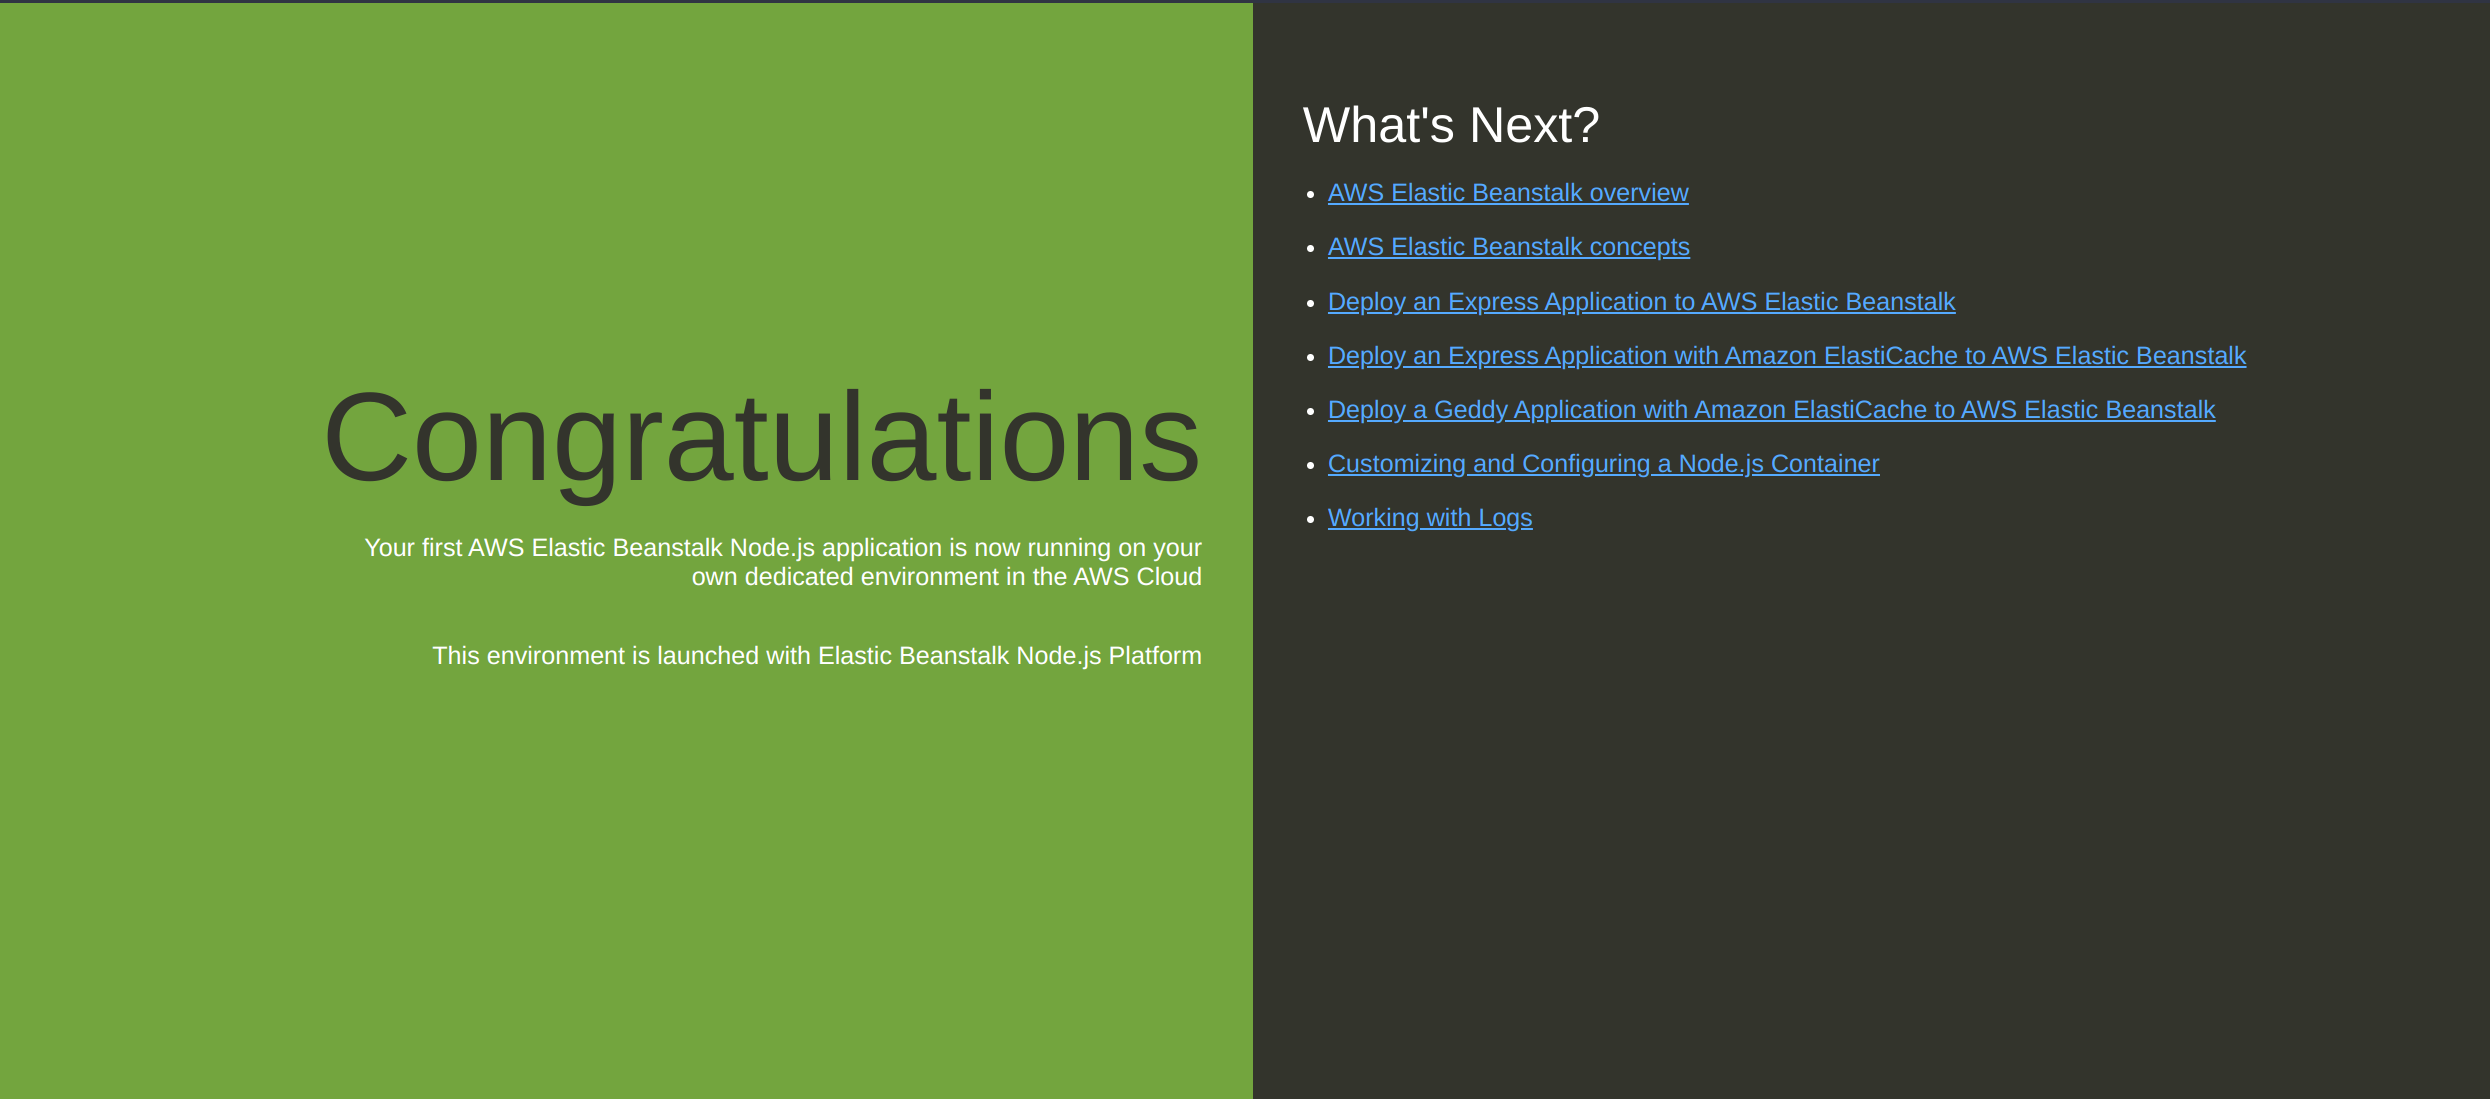 Congratulations
Your first AWS Elastic Beanstalk Node.js application is now running on your
own dedicated environment in the AWS Cloud
This environment is launched with Elastic Beanstalk Node.js Platform
What's Next?
AWS Elastic Beanstalk overview
AWS Elastic Beanstalk concepts
Deploy an Express Application to AWS Elastic Beanstalk
Deploy an Express Application with Amazon ElastiCache to AWS Elastic Beanstalk
Deploy a Geddy Application with Amazon ElastiCache to AWS Elastic Beanstalk
Customizing and Configuring a Node.js Container
Working with Logs